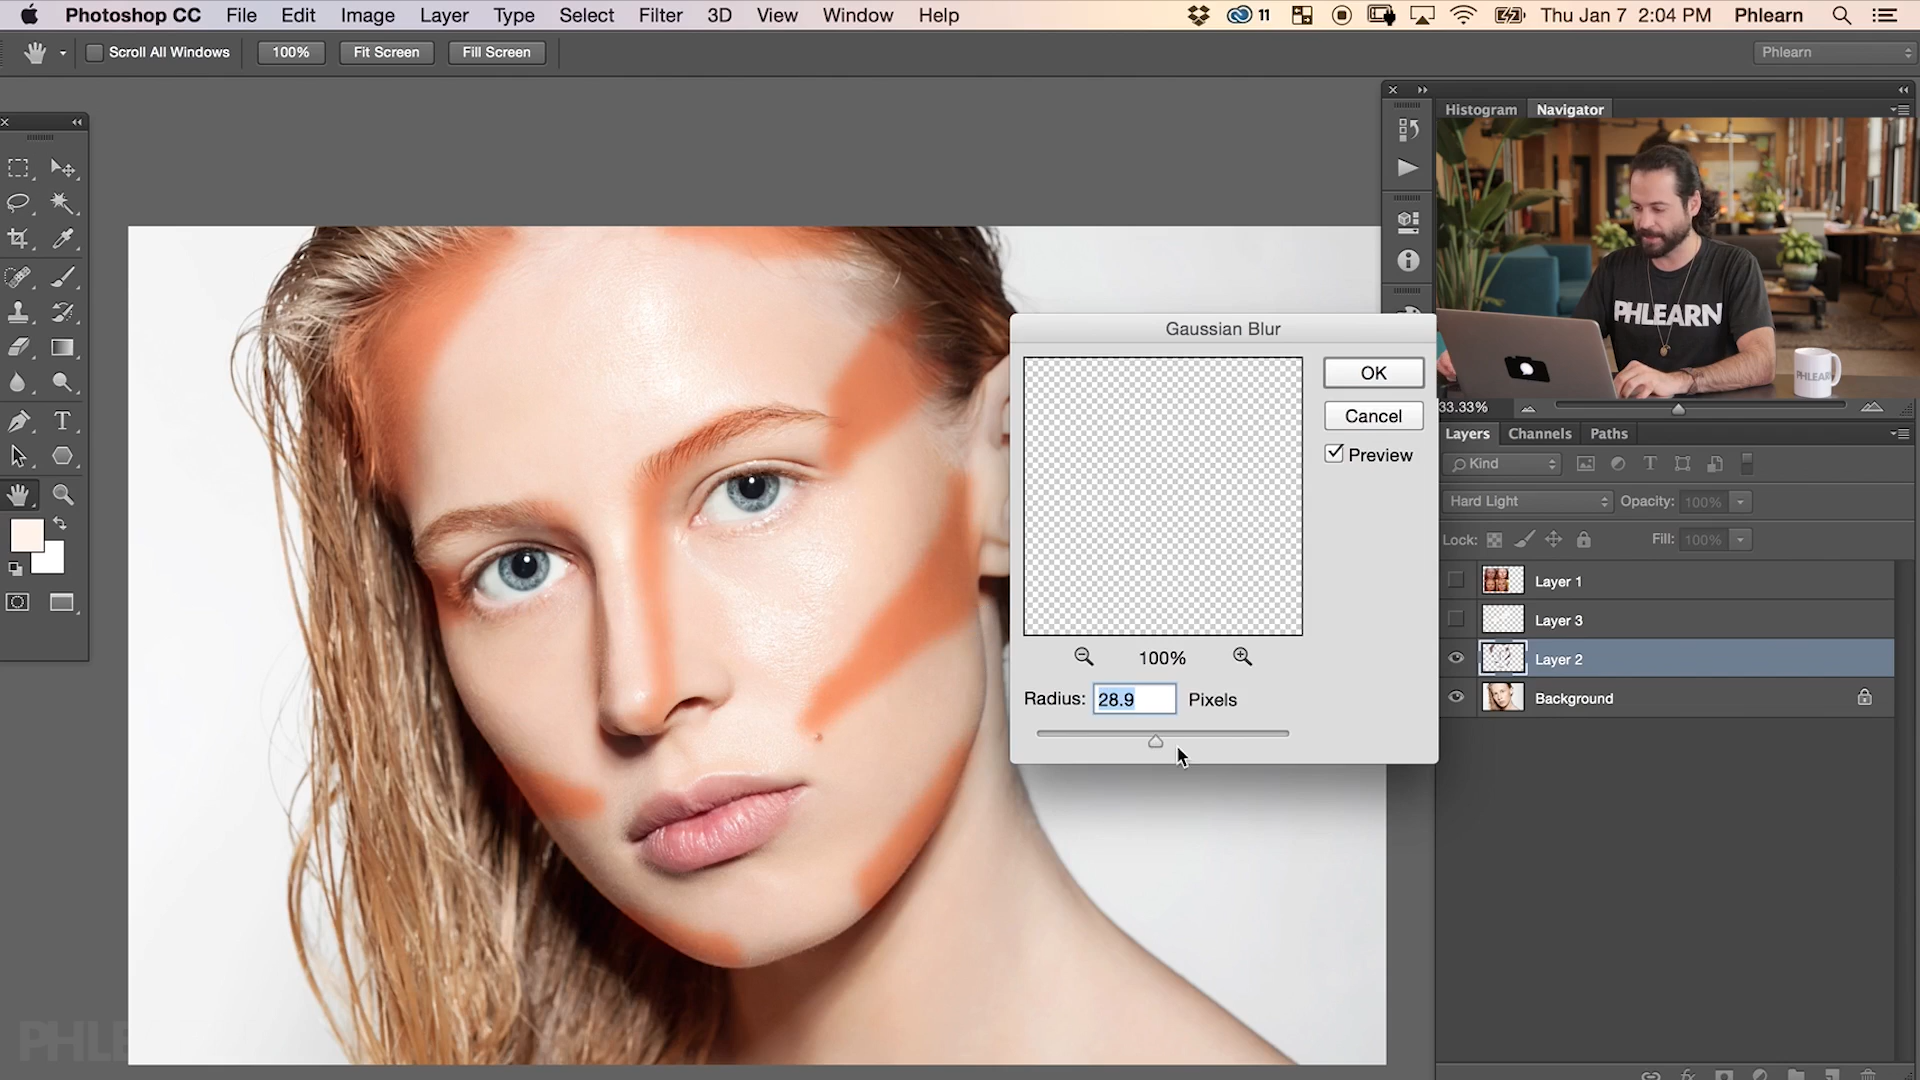 Photoshop CC File Edit Image Layer Type Select Filter 3D View Window Help 11 Thu Jan 7 2:04 PM Phlearn
Scroll All Windows 100% Fit Screen Fill Screen Phlearn
Histogram Navigator
PHLEARN
PHLEARN
33.33%
Gaussian Blur
OK
Cancel
Preview
100%
Radius: 28.9 Pixels
Layers Channels Paths
Kind
Hard Light Opacity: 100%
Lock: Fill: 100%
Layer 1
Layer 3
Layer 2
Background
PHLE